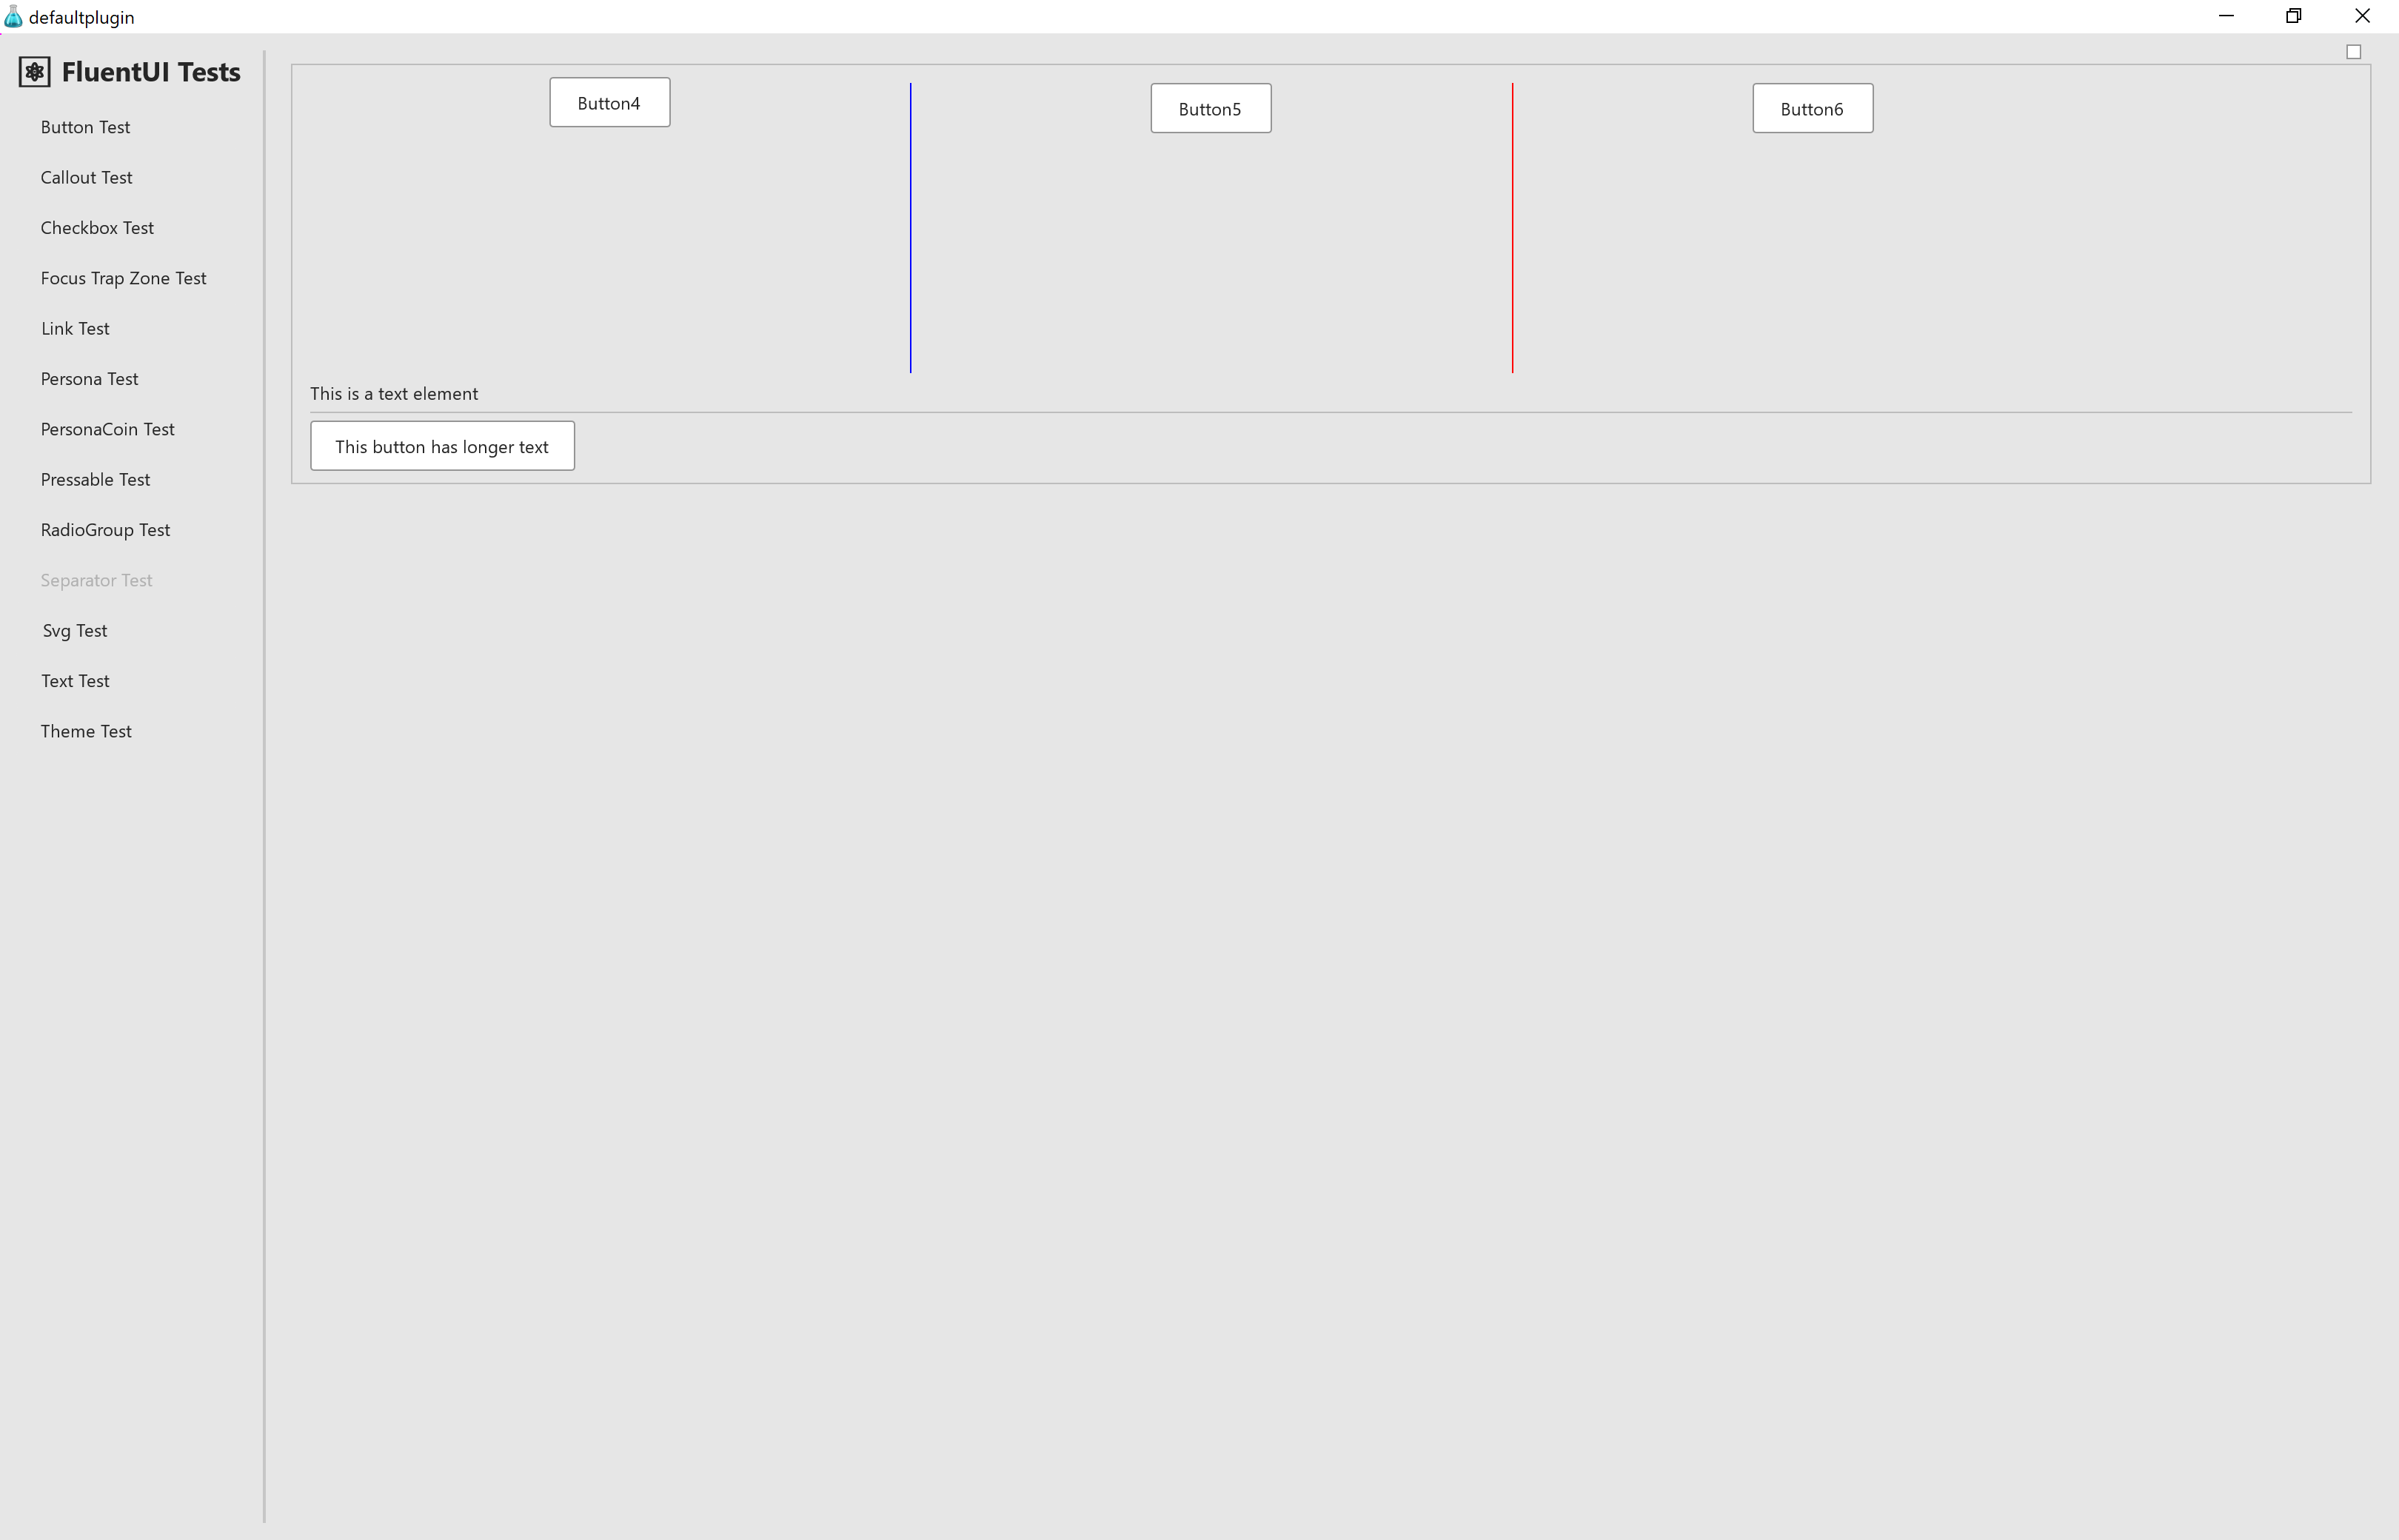 defaultplugin
FluentUI Tests
Button Test
Callout Test
Checkbox Test
Focus Trap Zone Test
Link Test
Persona Test
PersonaCoin Test
Pressable Test
RadioGroup Test
Separator Test
Svg Test
Text Test
Theme Test
Button4
Button5
Button6
This is a text element
This button has longer text